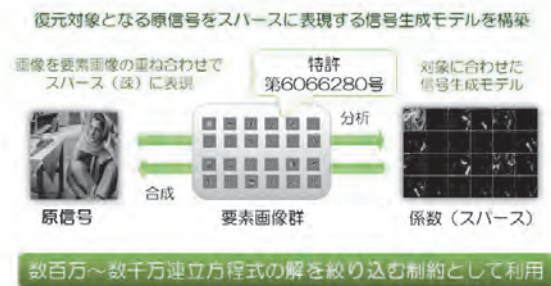 復元対象となる原信号をスパースに表現する信号生成モデルを構築
画像を要素画像の重ね合わせで
スパース（疎）に表現
特許
第6066280号
対象に合わせた
信号生成モデル
分析
合成
原信号
要素画像群
係数（スパース）
数百万～数千万連立方程式の解を絞り込む制約として利用